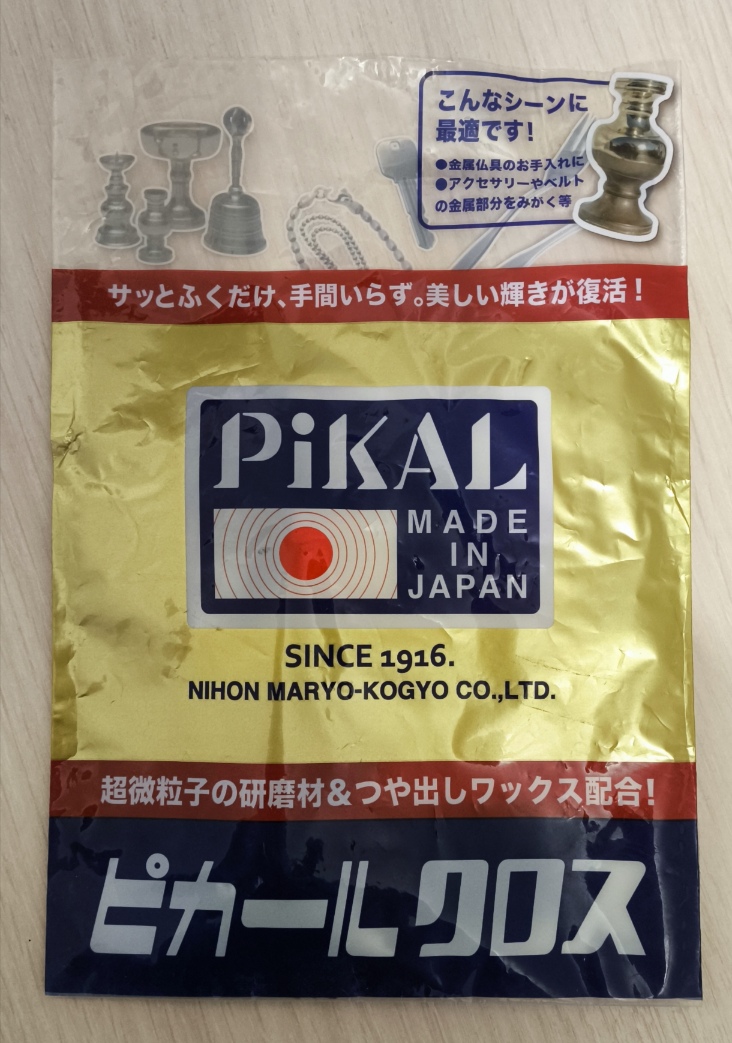 こんなシーンに
最適です!
●金属仏具のお手入れに
●アクセサリーやベルト
の金属部分をみがく等
サッとふくだけ、手間いらず。美しい輝きが復活!
PiKAL
MADE
IN
JAPAN
SINCE 1916.
NIHON MARYO-KOGYO CO.,LTD.
超微粒子の研磨材&つや出しワックス配合!
ピカールクロス